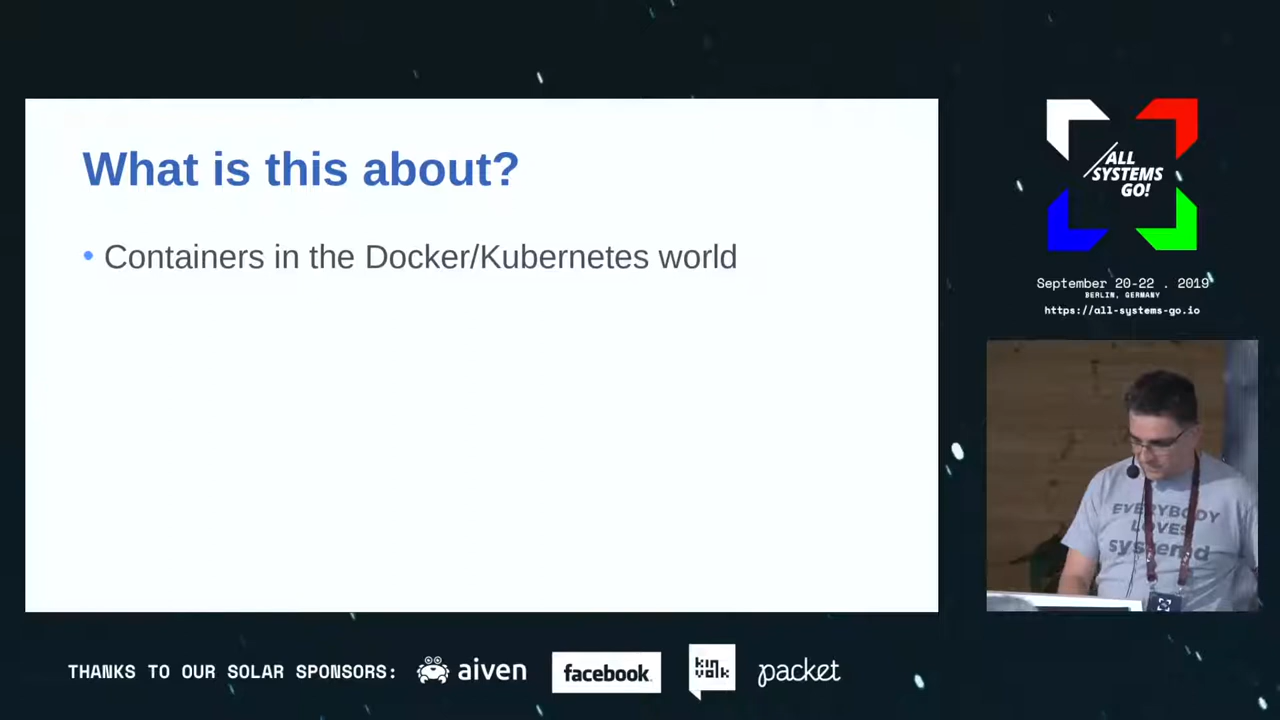 What is this about?
• Containers in the Docker/Kubernetes world
ALL
SYSTEMS
GO!
September 20-22 . 2019
BERLIN, GERMANY
https://all-systems-go.io
EVERYBODY
LOVES
systemd
THANKS TO OUR SOLAR SPONSORS:
aiven
facebook.
kinvolk
packet